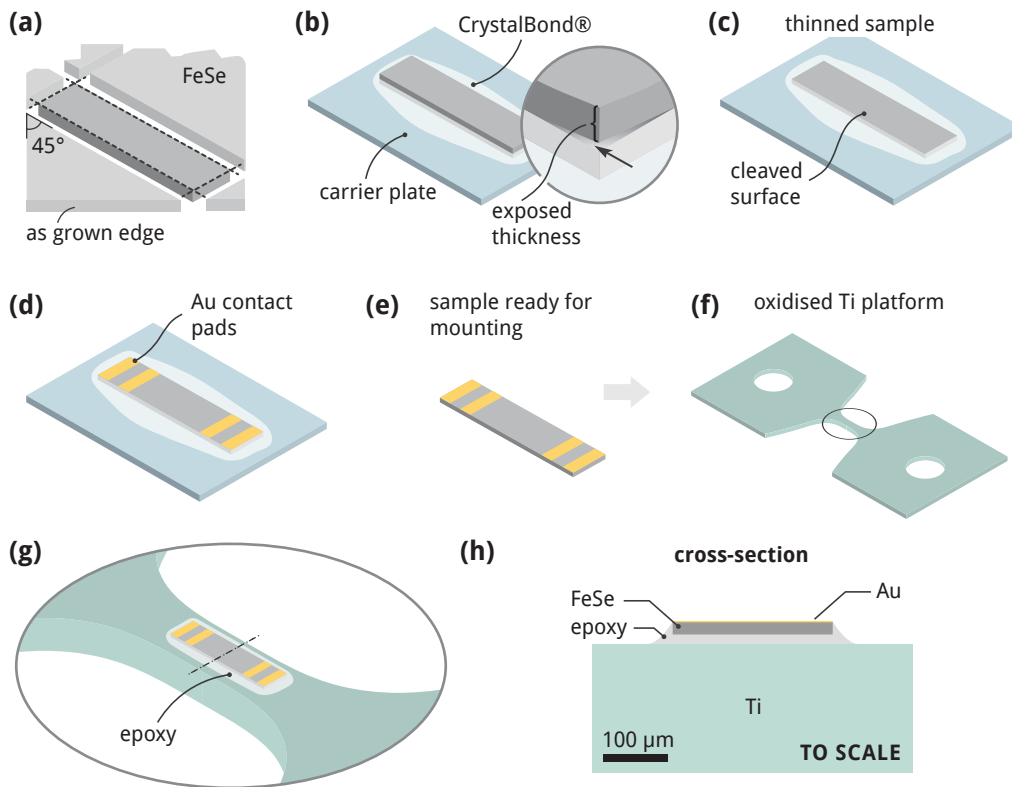 (a)
FeSe
45°
as grown edge
(b)
CrystalBond®
carrier plate
exposed
thickness
(c)
thinned sample
cleaved
surface
(d)
Au contact
pads
(e)
sample ready for
mounting
(f)
oxidised Ti platform
(g)
epoxy
(h)
cross-section
FeSe
Au
epoxy
Ti
100 µm
TO SCALE